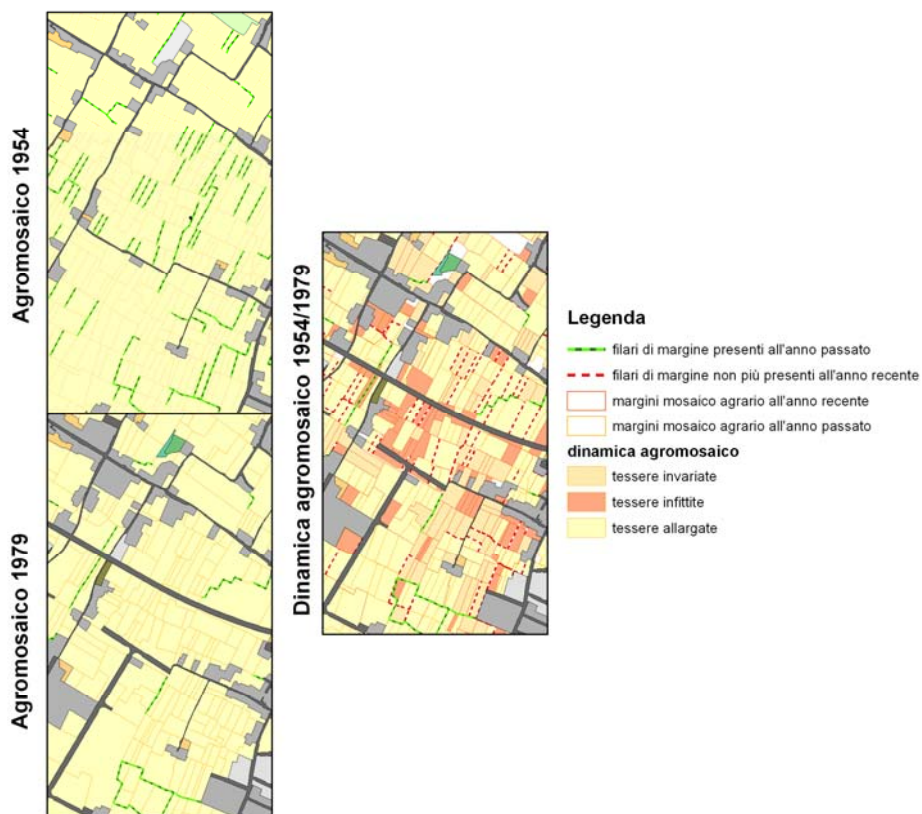 Agromosaico 1954
Agromosaico 1979
Dinamica agromosaico 1954/1979
Legenda
filari di margine presenti all'anno passato
filari di margine non più presenti all'anno recente
margini mosaico agrario all'anno recente
margini mosaico agrario all'anno passato
dinamica agromosaico
tessere invariate
tessere infittite
tessere allargate